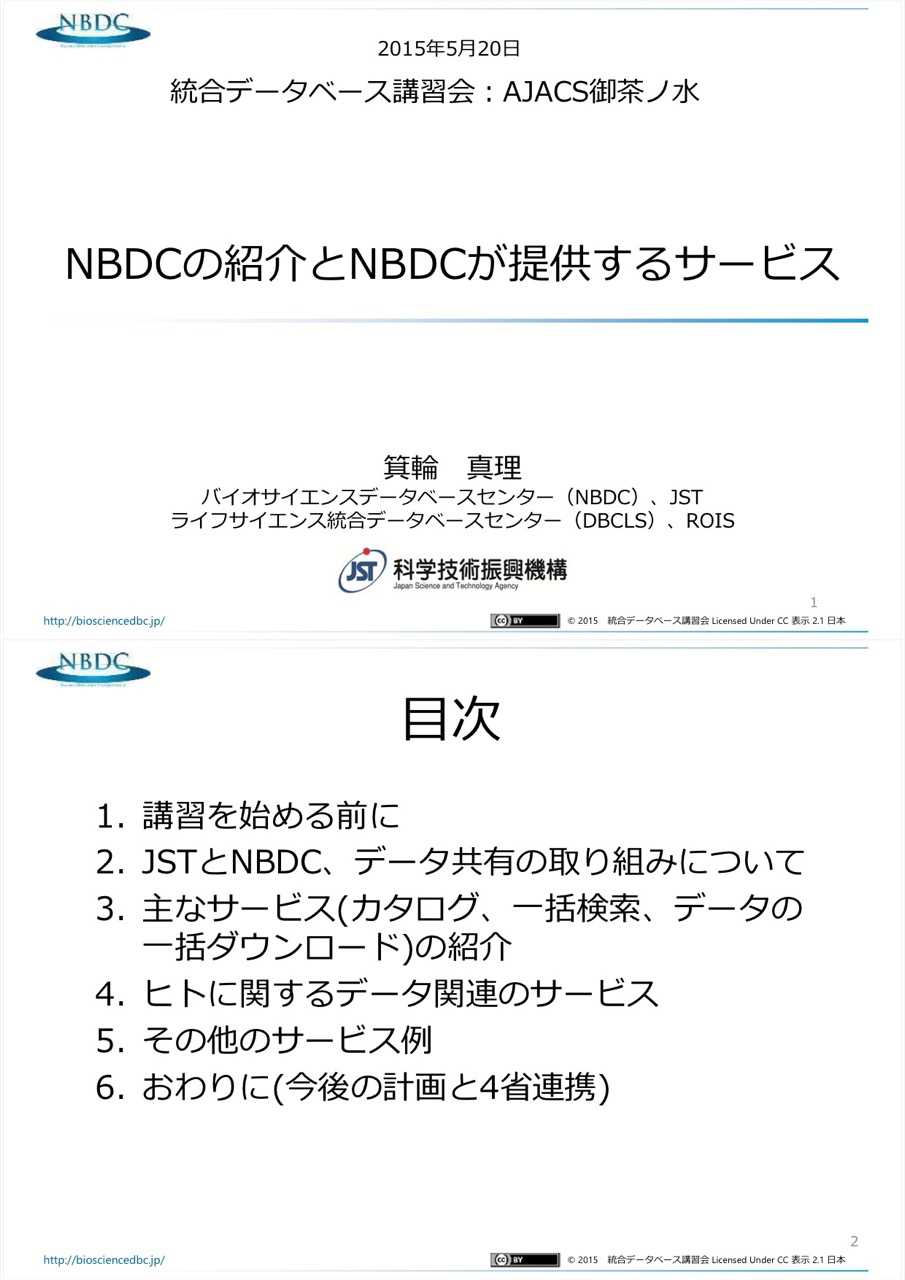 NBDC
2015年5月20日
統合データベース講習会：AJACS御茶ノ水
NBDCの紹介とNBDCが提供するサービス
箕輪　真理
バイオサイエンスデータベースセンター（NBDC）、JST
ライフサイエンス統合データベースセンター（DBCLS）、ROIS
JST 科学技術振興機構
Japan Science and Technology Agency
1
http://biosciencedbc.jp/
cc BY © 2015　統合データベース講習会 Licensed Under CC 表示 2.1 日本
NBDC
目次
1. 講習を始める前に
2. JSTとNBDC、データ共有の取り組みについて
3. 主なサービス(カタログ、一括検索、データの
一括ダウンロード)の紹介
4. ヒトに関するデータ関連のサービス
5. その他のサービス例
6. おわりに(今後の計画と4省連携)
2
http://biosciencedbc.jp/
cc BY © 2015　統合データベース講習会 Licensed Under CC 表示 2.1 日本